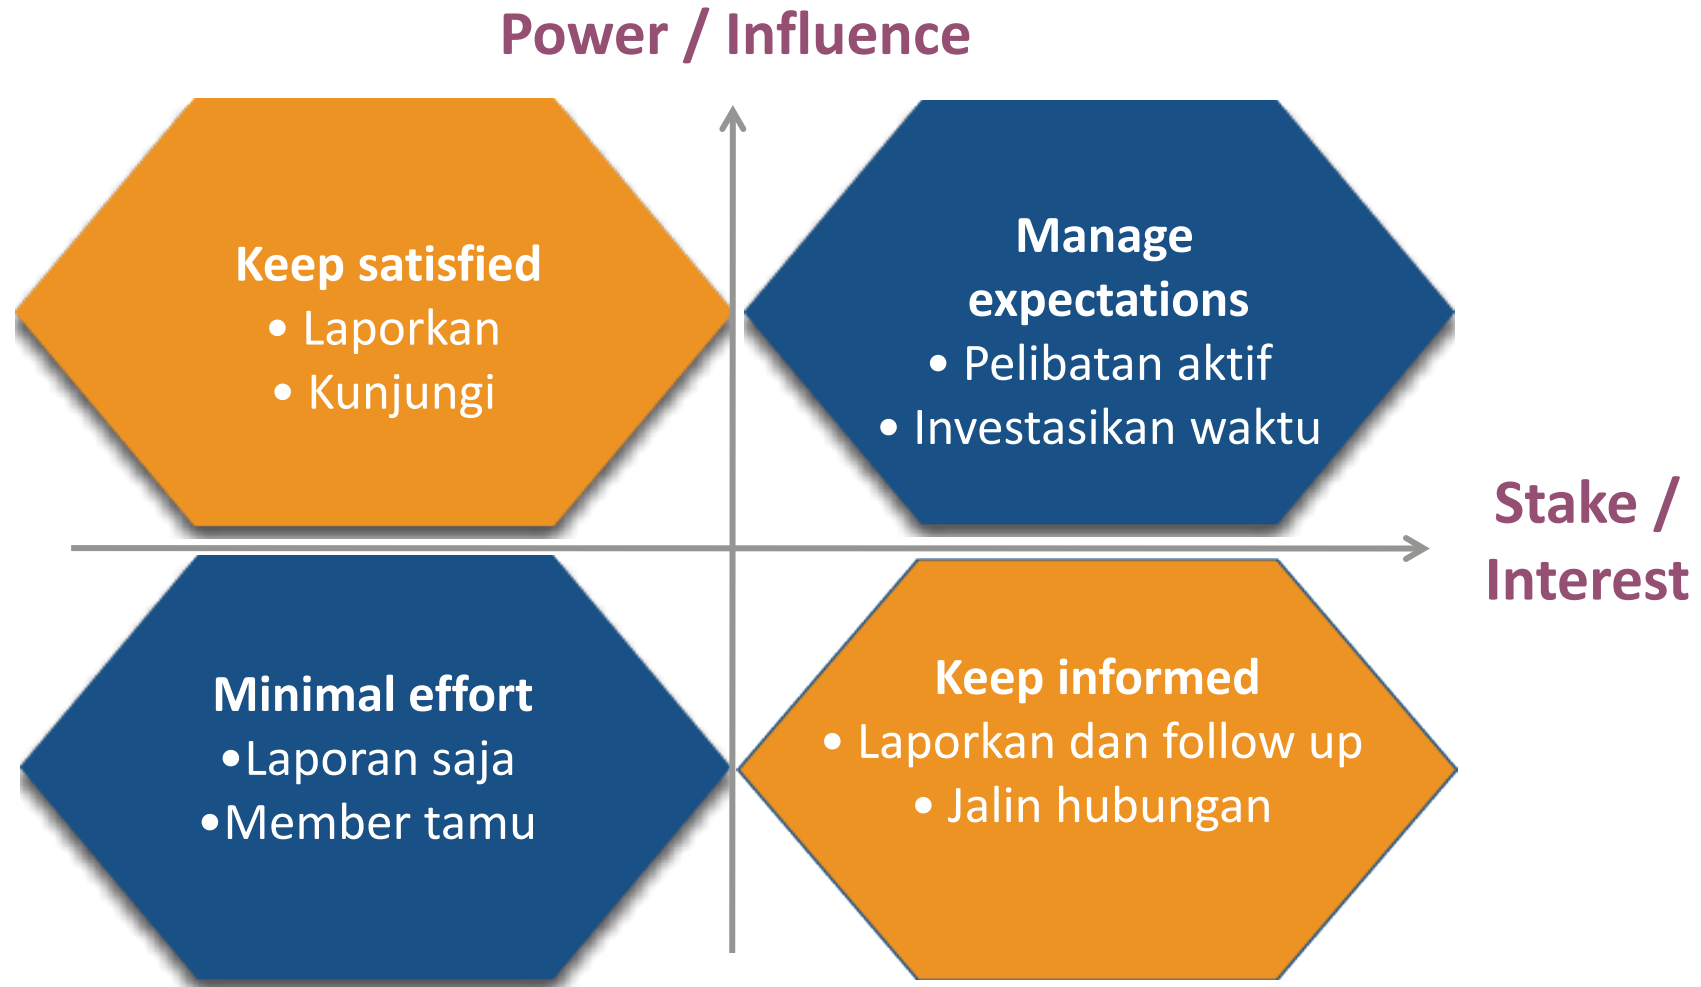 Power / Influence
Keep satisfied
• Laporkan
• Kunjungi
Manage
expectations
• Pelibatan aktif
• Investasikan waktu
Stake /
Interest
Minimal effort
•Laporan saja
•Member tamu
Keep informed
• Laporkan dan follow up
• Jalin hubungan